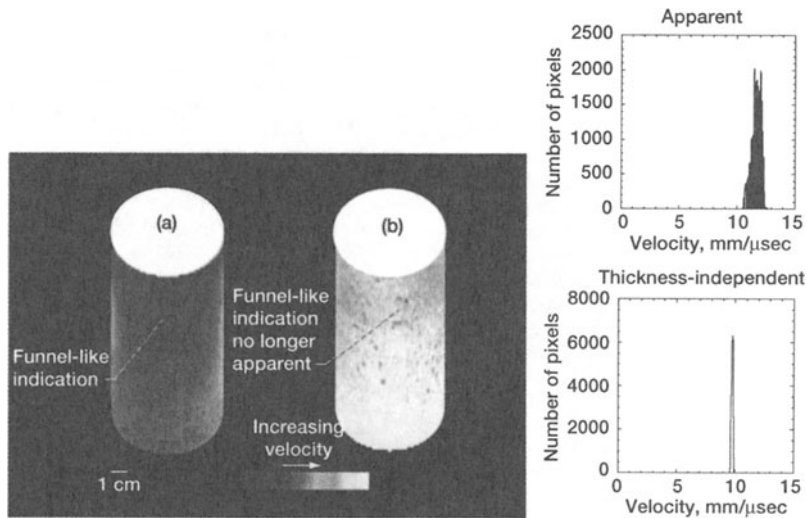 (a)
(b)
Funnel-like
indication
Funnel-like
indication
no longer
apparent
Increasing
velocity
1 cm
Apparent
Number of pixels
2500
2000
1500
1000
500
0
0
5
10
15
Velocity, mm/µsec
Thickness-independent
Number of pixels
8000
6000
4000
2000
0
0
5
10
15
Velocity, mm/µsec